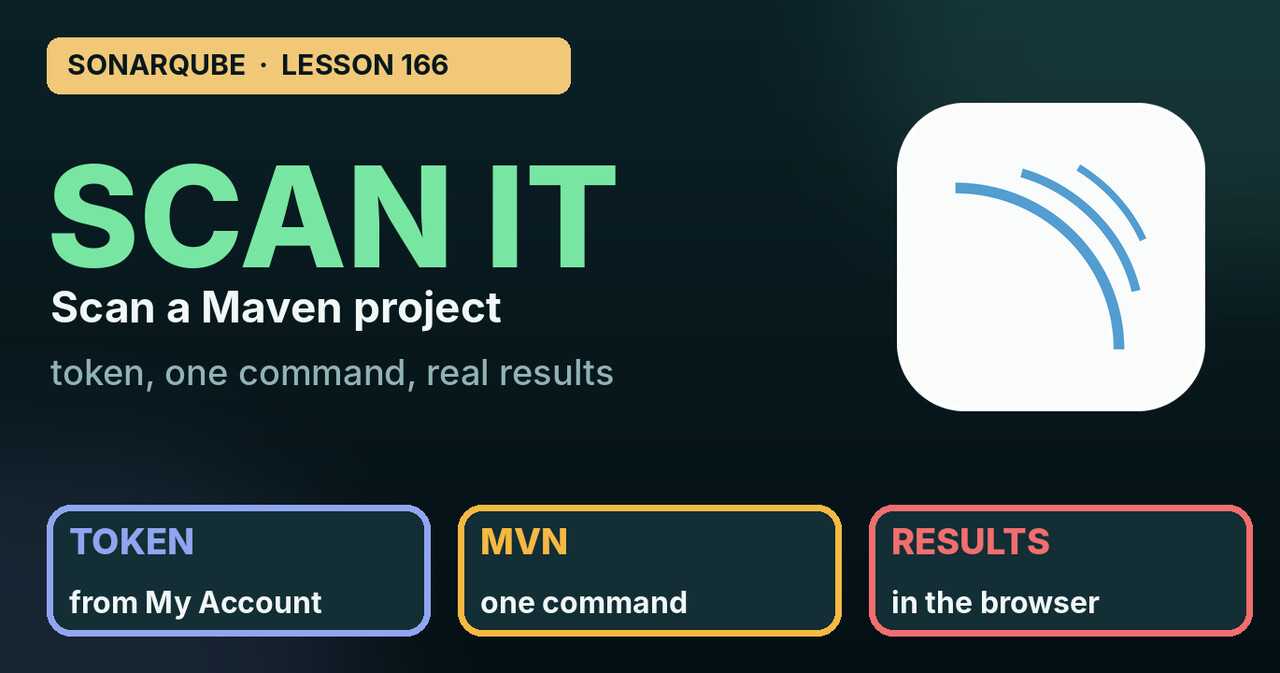 SONARQUBE · LESSON 166
SCAN IT
Scan a Maven project
token, one command, real results
TOKEN
from My Account
MVN
one command
RESULTS
in the browser